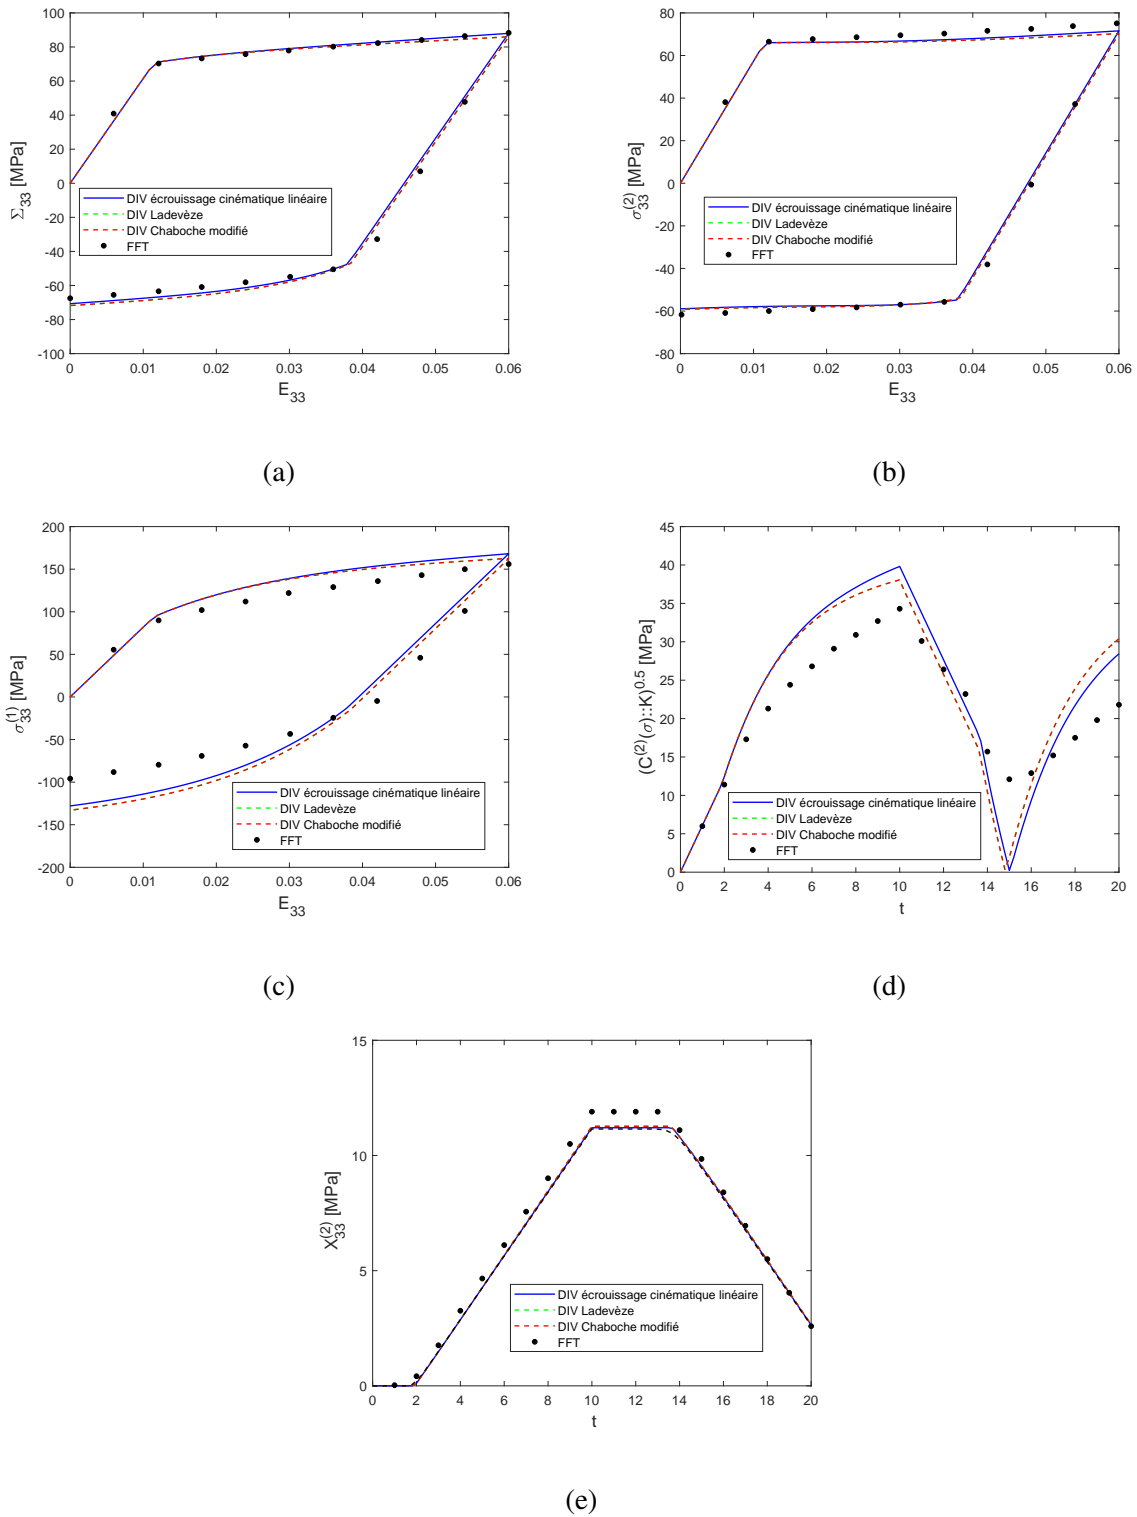 100
80
60
40
20
0
-20
-40
-60
-80
-100
Σ33 [MPa]
DIV écrouissage cinématique linéaire
DIV Ladevèze
DIV Chaboche modifié
FFT
0 0.01 0.02 0.03 0.04 0.05 0.06
E33
(a)
80
60
40
20
0
-20
-40
-60
-80
σ33(2) [MPa]
DIV écrouissage cinématique linéaire
DIV Ladevèze
DIV Chaboche modifié
FFT
0 0.01 0.02 0.03 0.04 0.05 0.06
E33
(b)
200
150
100
50
0
-50
-100
-150
-200
σ33(1) [MPa]
DIV écrouissage cinématique linéaire
DIV Ladevèze
DIV Chaboche modifié
FFT
0 0.01 0.02 0.03 0.04 0.05 0.06
E33
(c)
45
40
35
30
25
20
15
10
5
0
(C(2)(σ)::K)0.5 [MPa]
DIV écrouissage cinématique linéaire
DIV Ladevèze
DIV Chaboche modifié
FFT
0 2 4 6 8 10 12 14 16 18 20
t
(d)
15
10
5
0
X33(2) [MPa]
DIV écrouissage cinématique linéaire
DIV Ladevèze
DIV Chaboche modifié
FFT
0 2 4 6 8 10 12 14 16 18 20
t
(e)